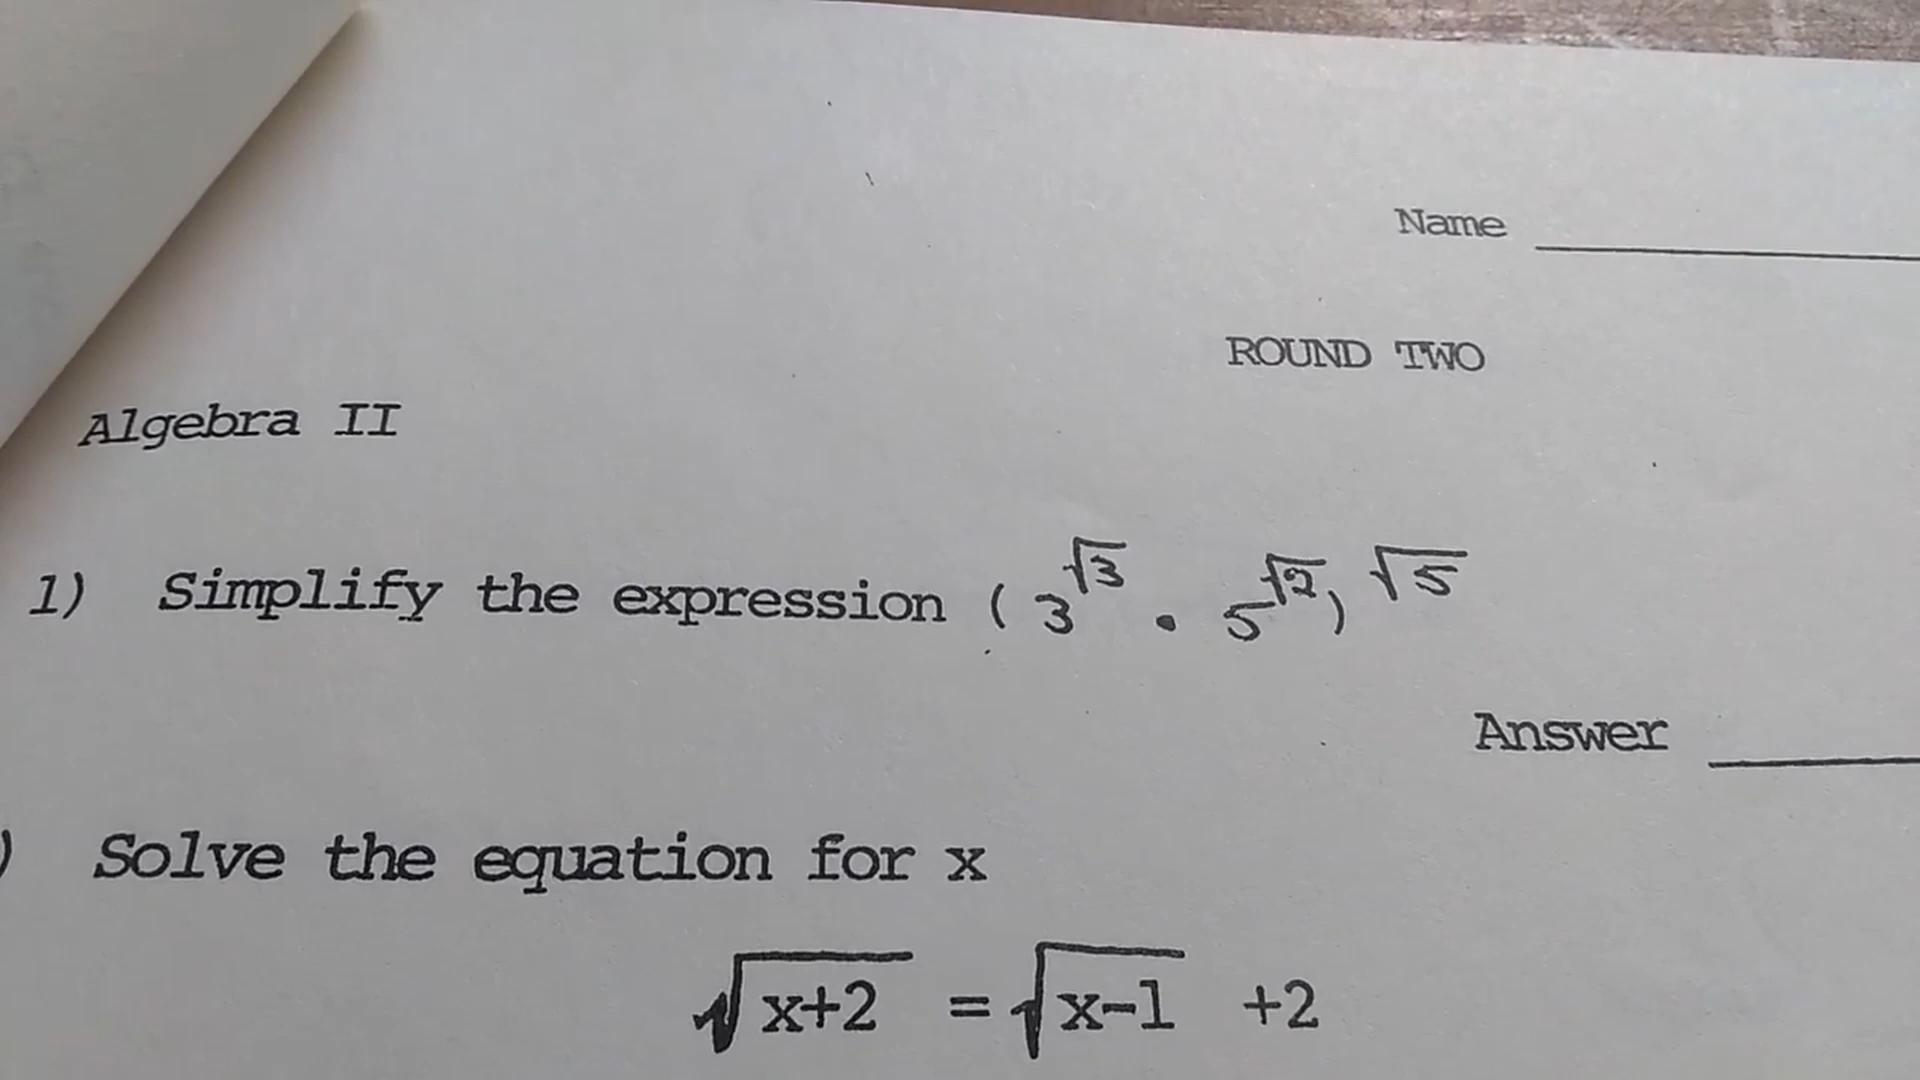 Name
ROUND TWO
Algebra II
1) Simplify the expression (3^√3 · 5^√2)^√5
Answer
) Solve the equation for x
√x+2 = √x-1 +2